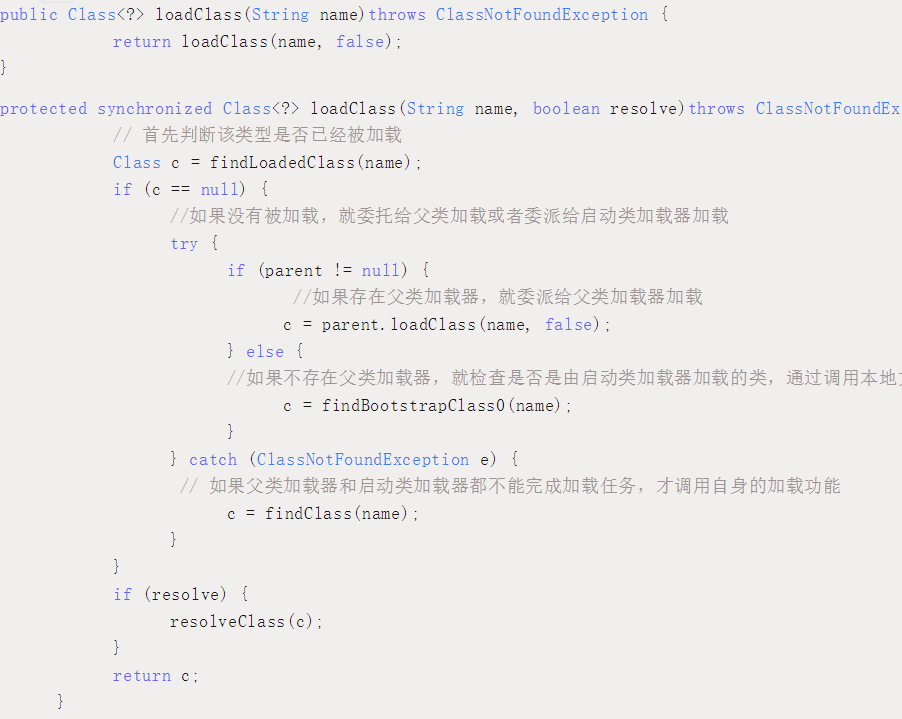 public Class<?> loadClass(String name)throws ClassNotFoundException {
return loadClass(name, false);
}
protected synchronized Class<?> loadClass(String name, boolean resolve)throws ClassNotFoundEx
// 首先判断该类型是否已经被加载
Class c = findLoadedClass(name);
if (c == null) {
//如果没有被加载，就委托给父类加载或者委派给启动类加载器加载
try {
if (parent != null) {
//如果存在父类加载器，就委派给父类加载器加载
c = parent.loadClass(name, false);
} else {
//如果不存在父类加载器，就检查是否是由启动类加载器加载的类，通过调用本地
c = findBootstrapClass0(name);
}
} catch (ClassNotFoundException e) {
// 如果父类加载器和启动类加载器都不能完成加载任务，才调用自身的加载功能
c = findClass(name);
}
}
if (resolve) {
resolveClass(c);
}
return c;
}